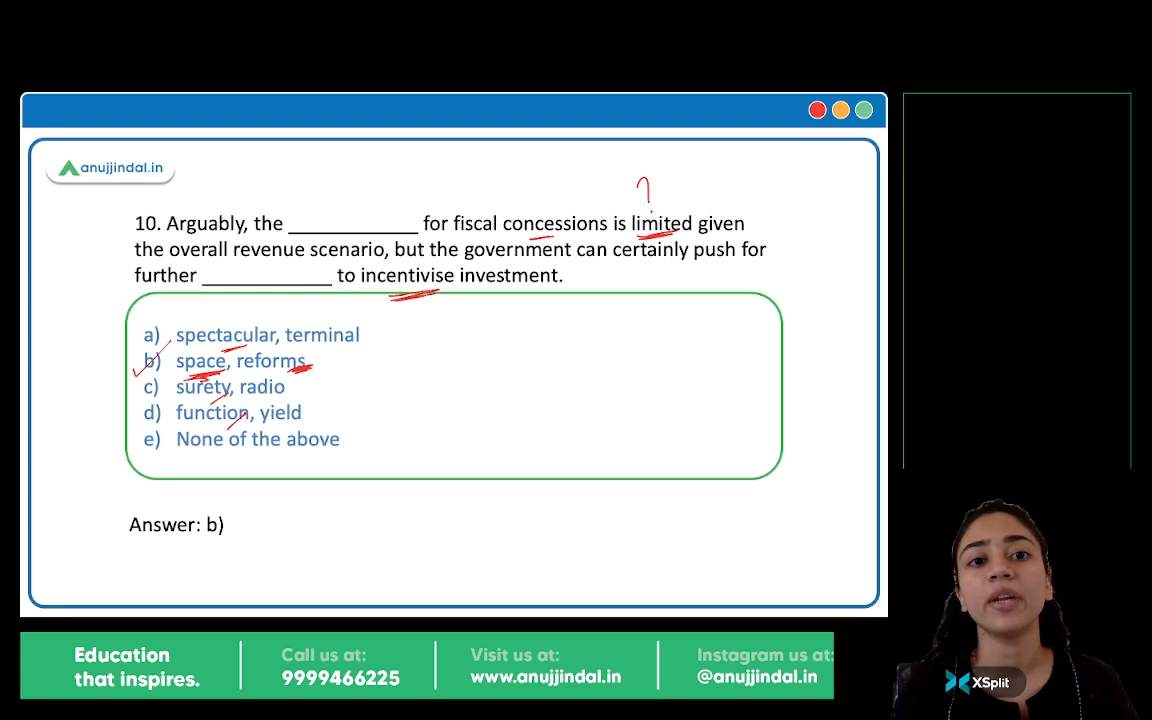 anujjindal.in
?
10. Arguably, the ____________ for fiscal concessions is limited given
the overall revenue scenario, but the government can certainly push for
further ____________ to incentivise investment.
a) spectacular, terminal
b) space, reforms
c) surety, radio
d) function, yield
e) None of the above
Answer: b)
Education
that inspires.
Call us at:
9999466225
Visit us at:
www.anujjindal.in
Instagram us at:
@anujjindal.in
XSplit